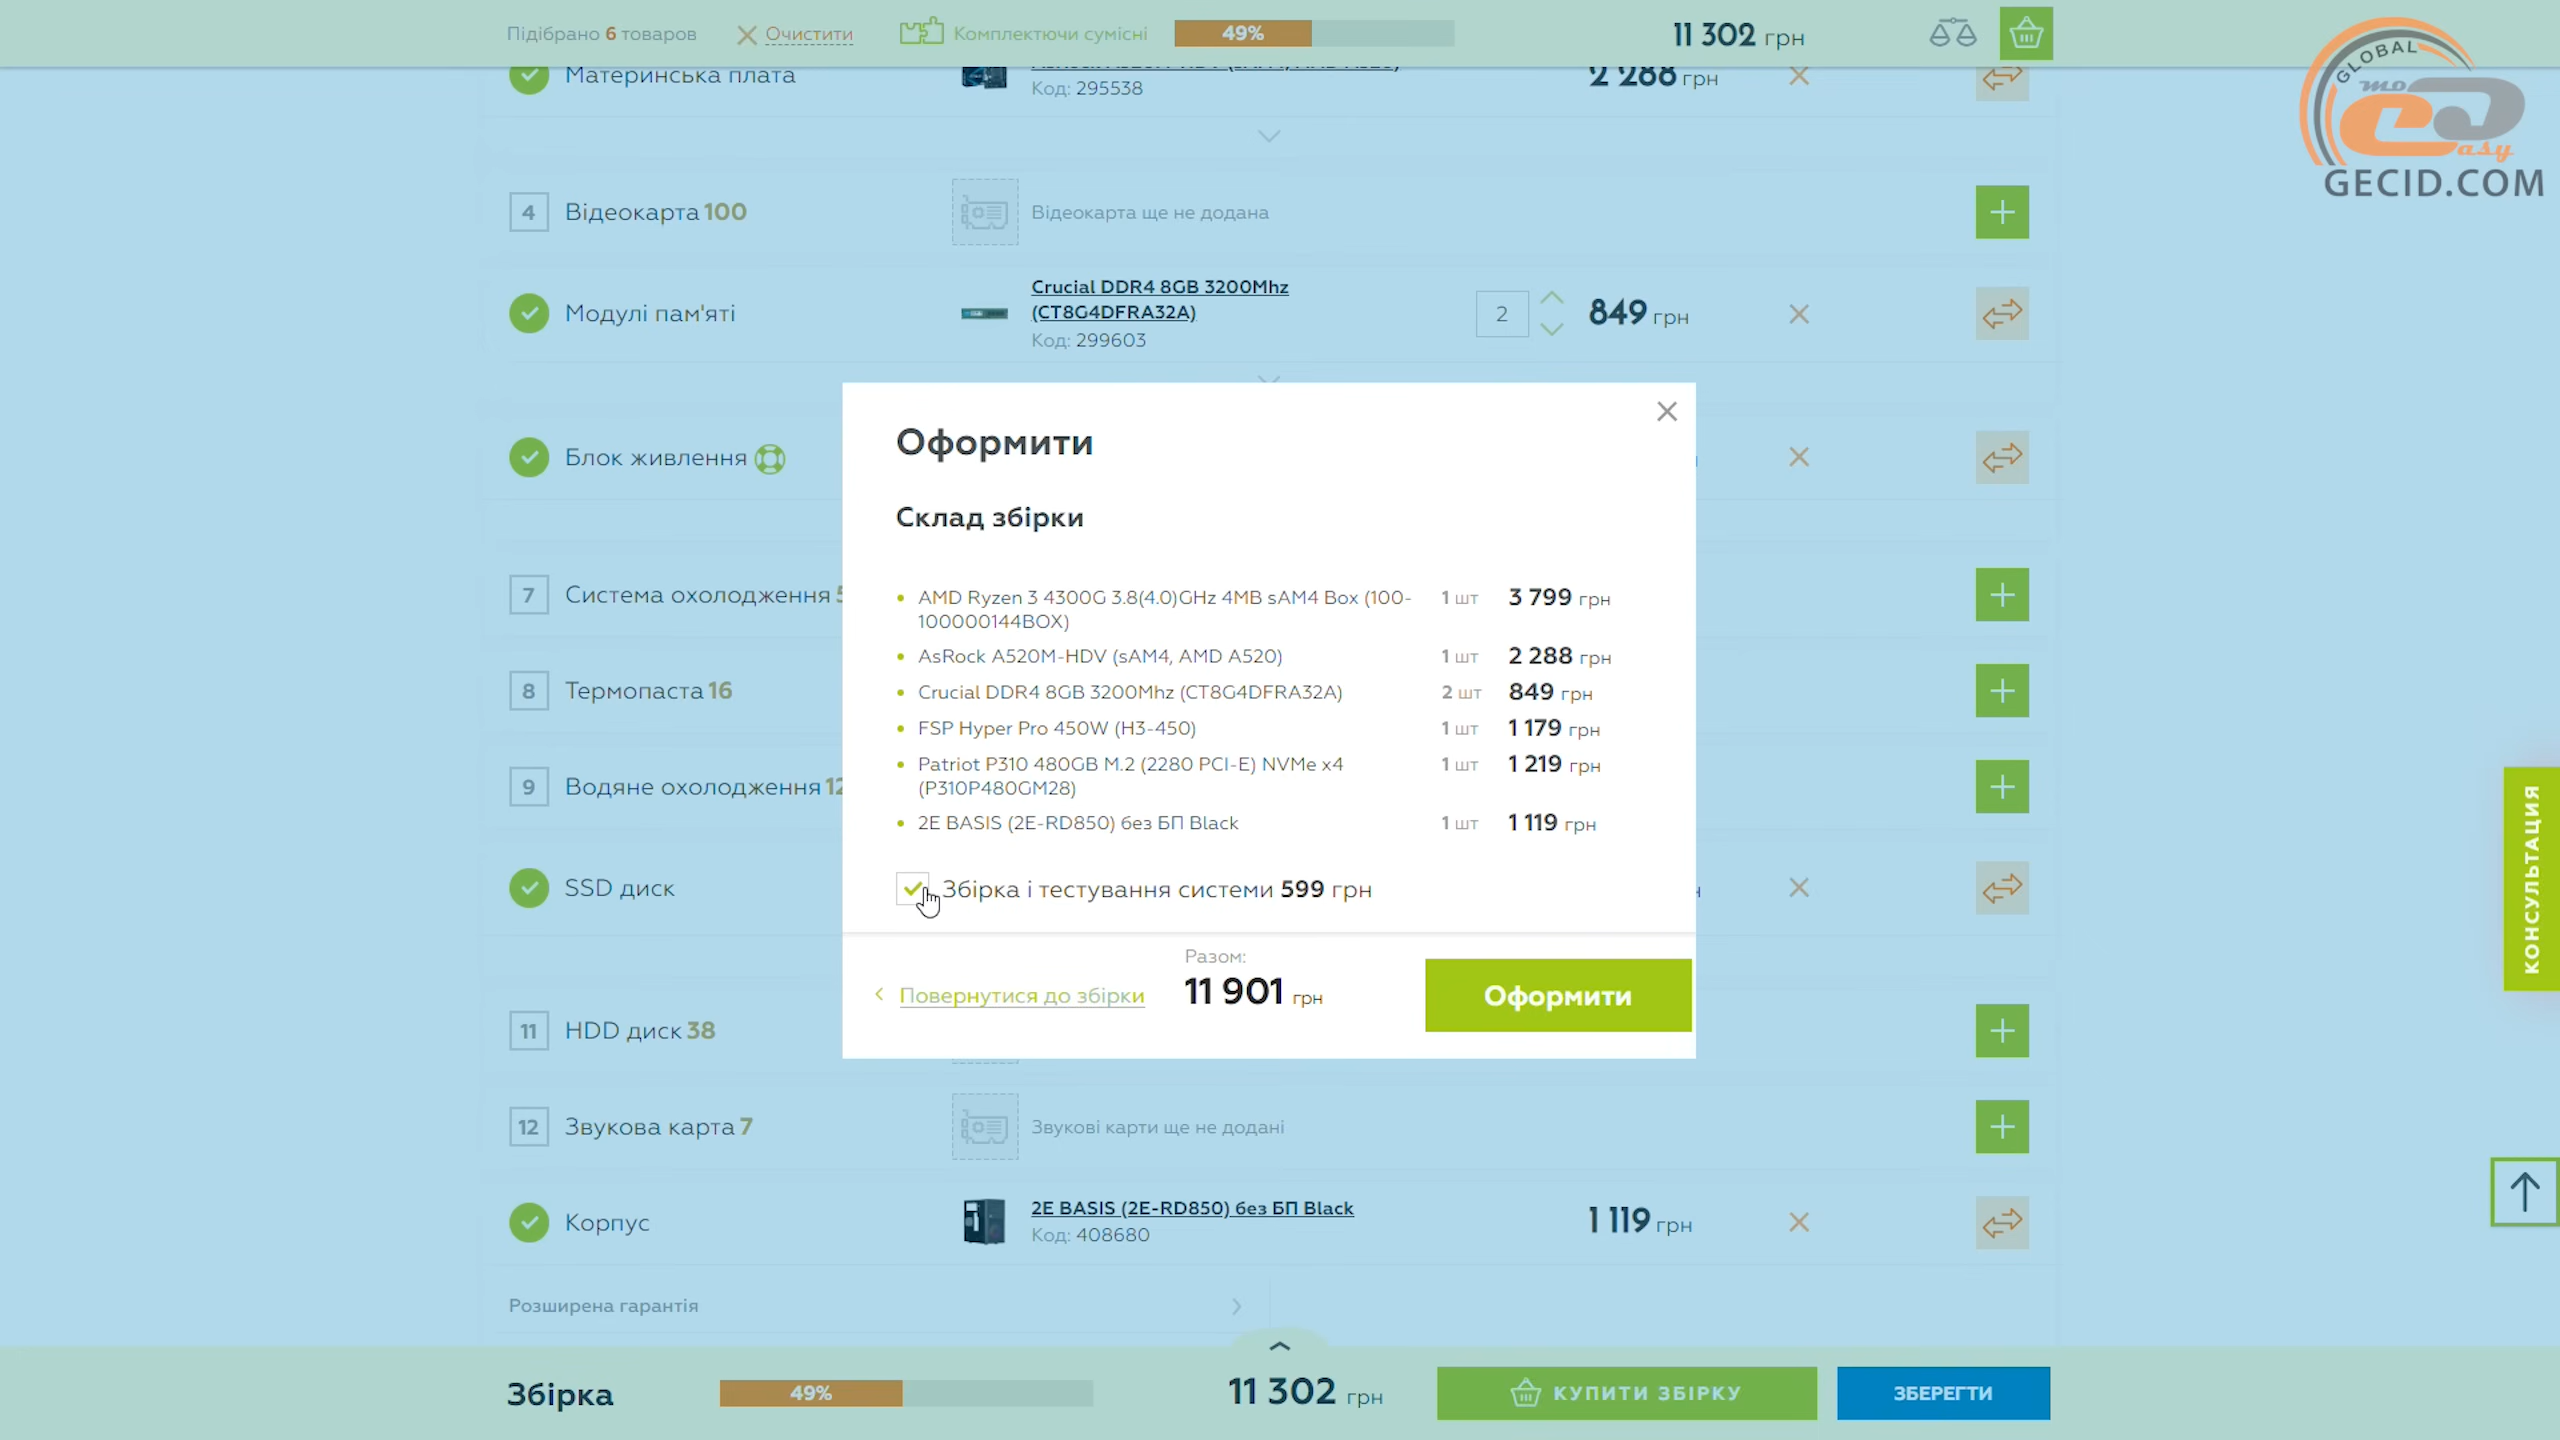 Підібрано 6 товаров
Очистити
Комплектючи сумісні
49%
11 302 грн
GLOBAL
mo
easy
GECID.COM
Материнська плата
Код: 295538
2 288 грн
4
Відеокарта 100
Відеокарта ще не додана
Модулі пам'яті
Crucial DDR4 8GB 3200Mhz
(CT8G4DFRA32A)
Код: 299603
2
849 грн
Блок живлення
7
Система охолодження
8
Термопаста 16
9
Водяне охолодження
SSD диск
11
HDD диск 38
12
Звукова карта 7
Звукові карти ще не додані
Корпус
2E BASIS (2E-RD850) без БП Black
Код: 408680
1 119 грн
Розширена гарантія
Оформити
Склад збірки
AMD Ryzen 3 4300G 3.8(4.0)GHz 4MB sAM4 Box (100-
100000144BOX)
1 шт
3 799 грн
AsRock A520M-HDV (sAM4, AMD A520)
1 шт
2 288 грн
Crucial DDR4 8GB 3200Mhz (CT8G4DFRA32A)
2 шт
849 грн
FSP Hyper Pro 450W (H3-450)
1 шт
1 179 грн
Patriot P310 480GB M.2 (2280 PCI-E) NVMe x4
(P310P480GM28)
1 шт
1 219 грн
2E BASIS (2E-RD850) без БП Black
1 шт
1 119 грн
Збірка і тестування системи 599 грн
Повернутися до збірки
Разом:
11 901 грн
Оформити
КОНСУЛЬТАЦИЯ
Збірка
49%
11 302 грн
КУПИТИ ЗБІРКУ
ЗБЕРЕГТИ